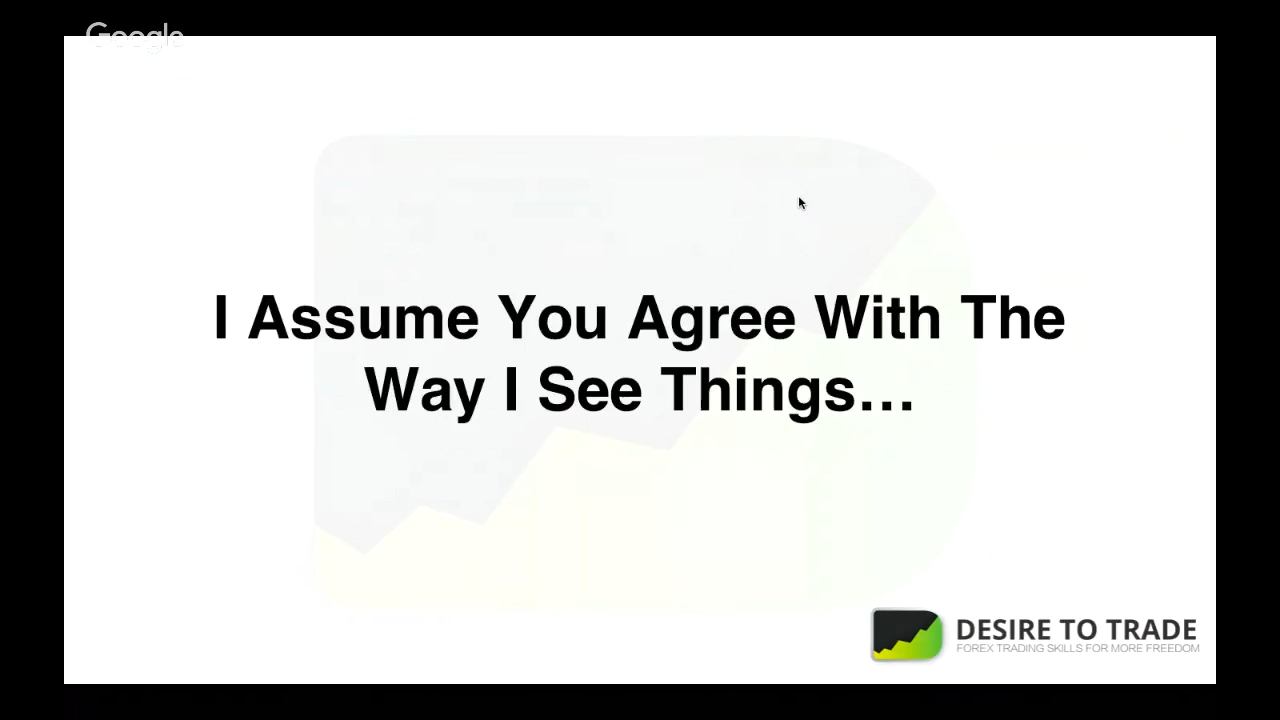 Google
I Assume You Agree With The
Way I See Things…
DESIRE TO TRADE
FOREX TRADING SKILLS FOR MORE FREEDOM